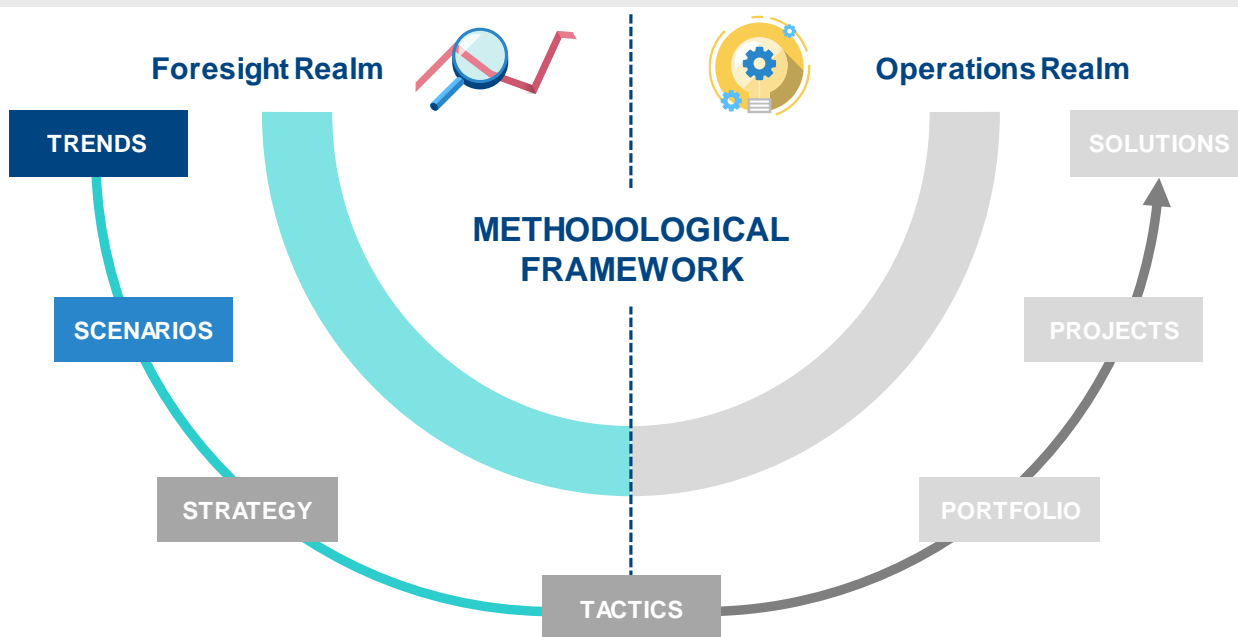 Foresight Realm
Operations Realm
TRENDS
SOLUTIONS
METHODOLOGICAL
FRAMEWORK
SCENARIOS
PROJECTS
STRATEGY
PORTFOLIO
TACTICS